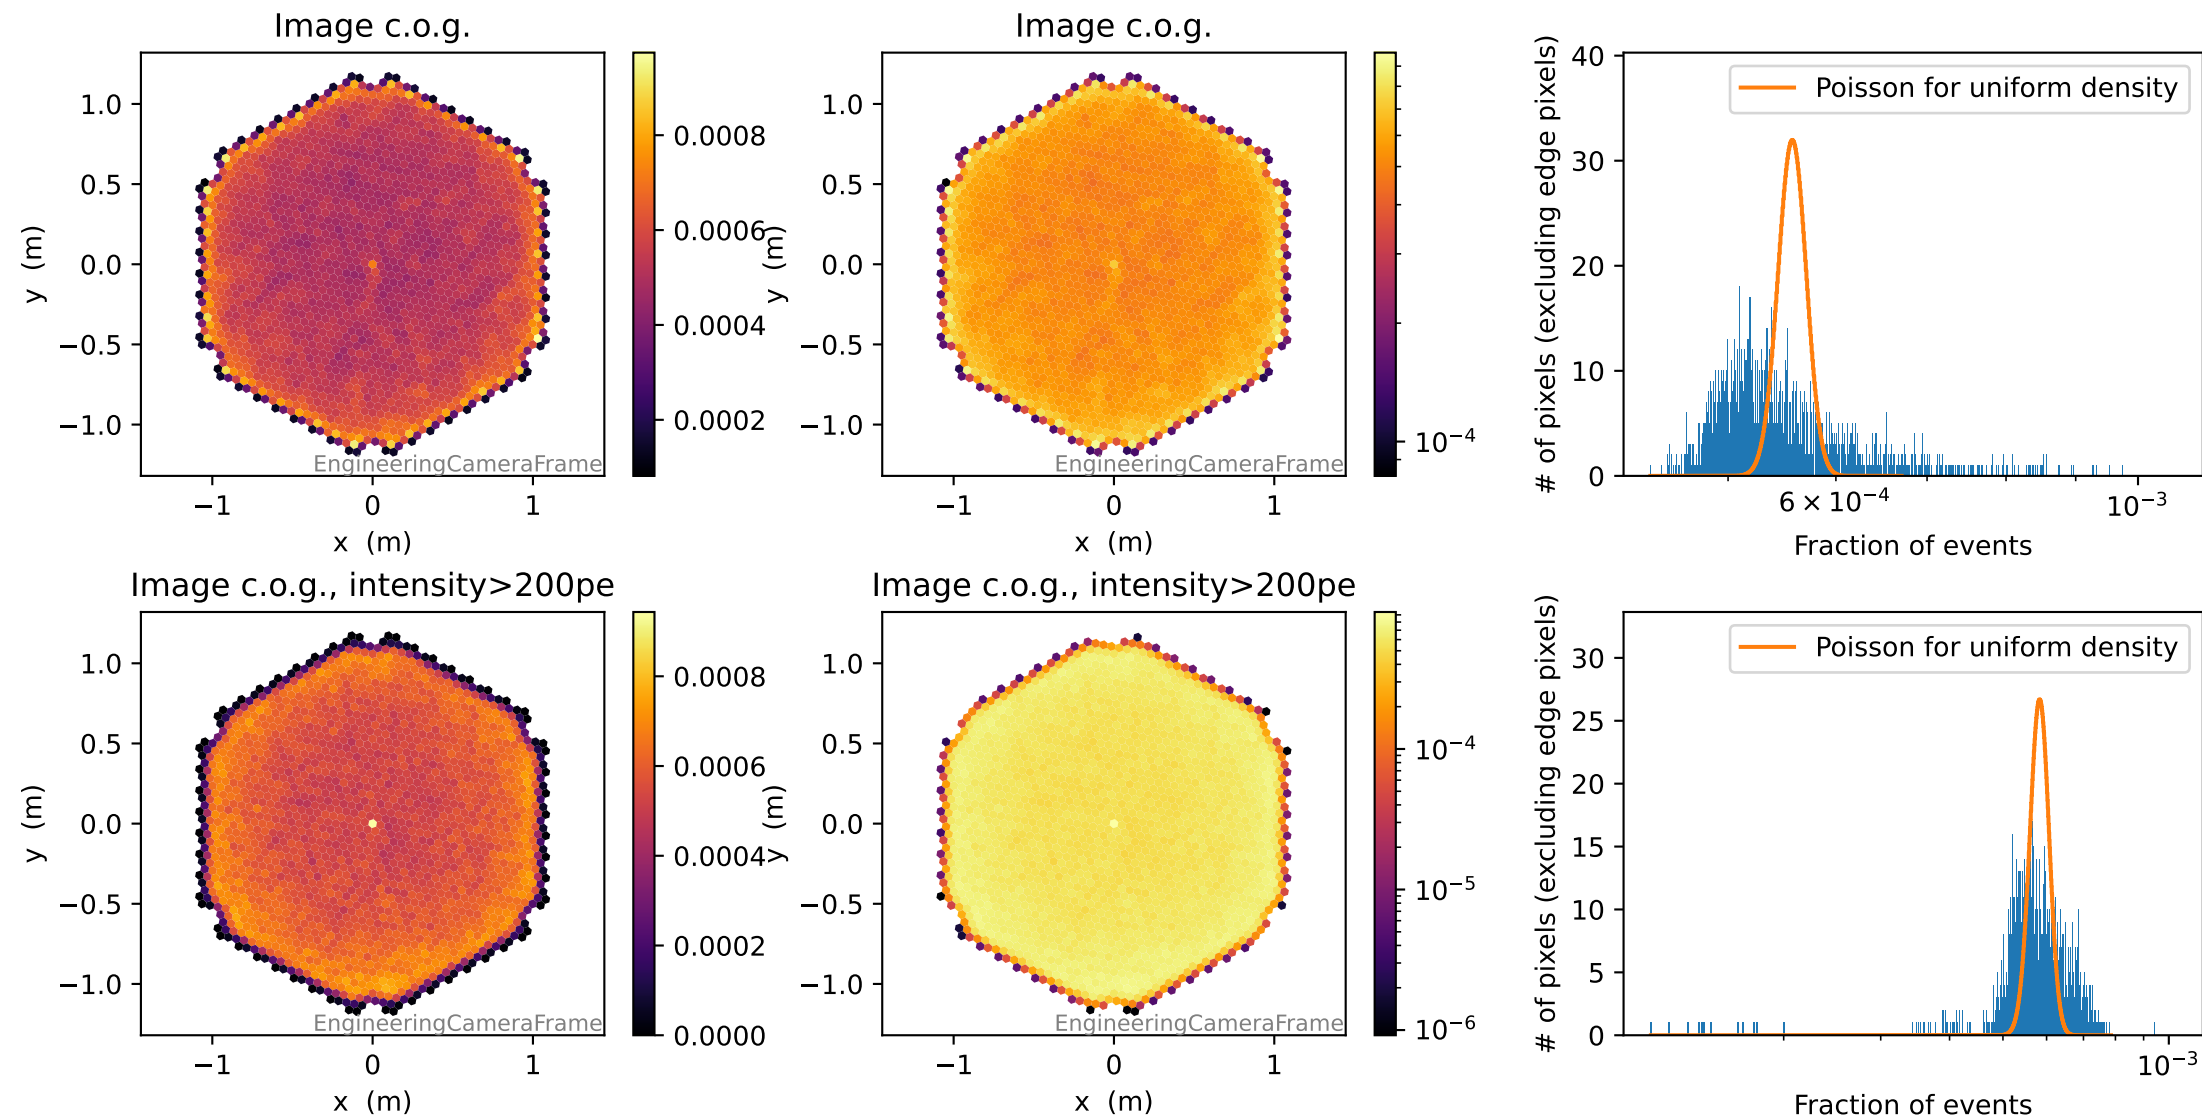 Image c.o.g.
1.0
0.5
0.0
−0.5
−1.0
y (m)
−1
0
1
x (m)
EngineeringCameraFrame
0.0008
0.0006
0.0004
0.0002
Image c.o.g.
1.0
0.5
0.0
−0.5
−1.0
y (m)
−1
0
1
x (m)
EngineeringCameraFrame
10⁻⁴
40
30
20
10
0
# of pixels (excluding edge pixels)
Poisson for uniform density
6 × 10⁻⁴
10⁻³
Fraction of events
Image c.o.g., intensity>200pe
1.0
0.5
0.0
−0.5
−1.0
y (m)
−1
0
1
x (m)
EngineeringCameraFrame
0.0008
0.0006
0.0004
0.0002
0.0000
Image c.o.g., intensity>200pe
1.0
0.5
0.0
−0.5
−1.0
y (m)
−1
0
1
x (m)
EngineeringCameraFrame
10⁻⁴
10⁻⁵
10⁻⁶
30
25
20
15
10
5
0
# of pixels (excluding edge pixels)
Poisson for uniform density
10⁻³
Fraction of events